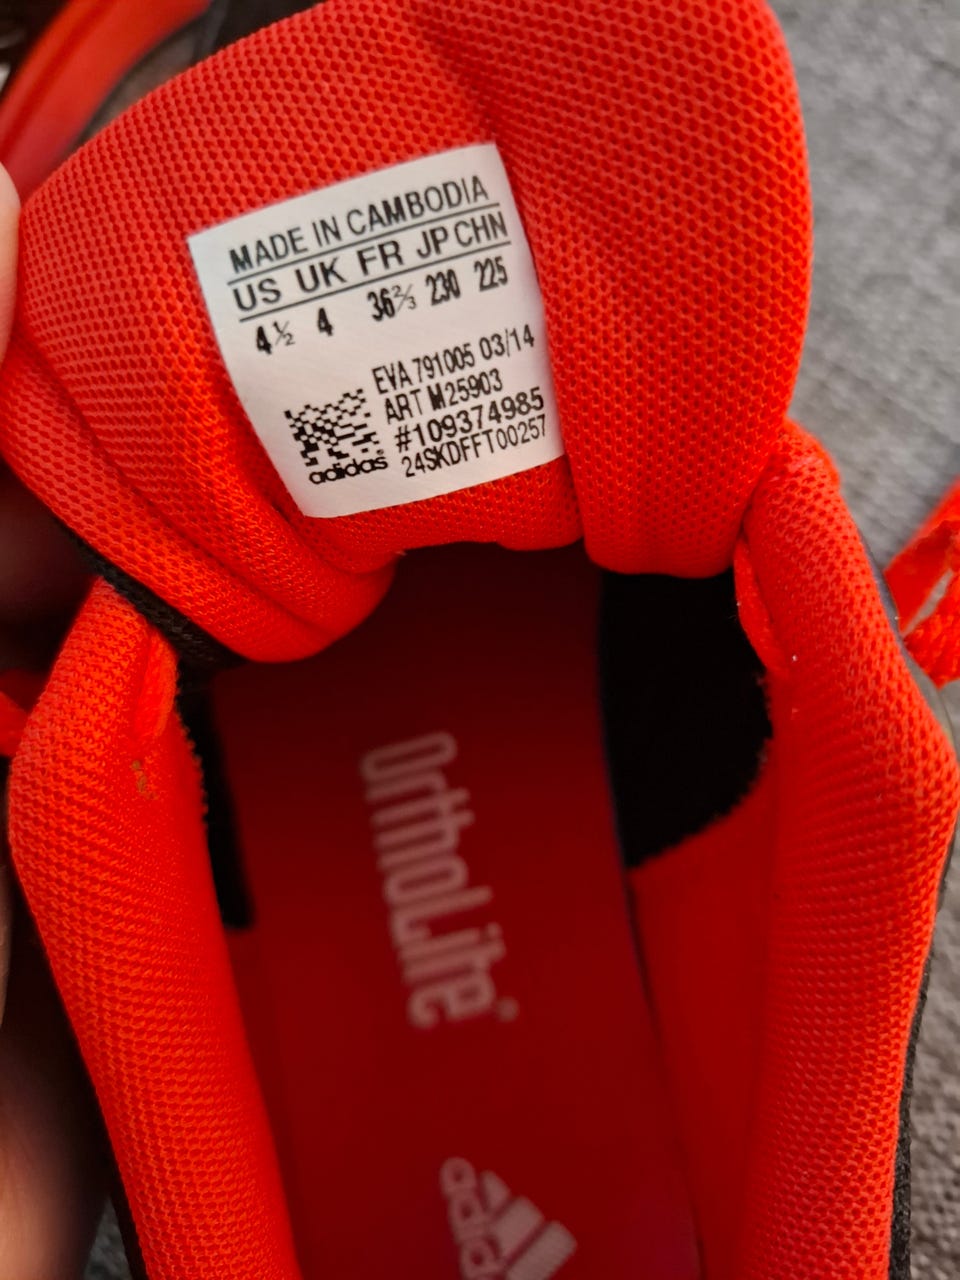 MADE IN CAMBODIA
US UK FR JP CHN
4½ 4 36⅔ 230 225
EVA 791005 03/14
ART M25903
#109374985
adidas 24SKDFFT00257
OrthoLite
adidas